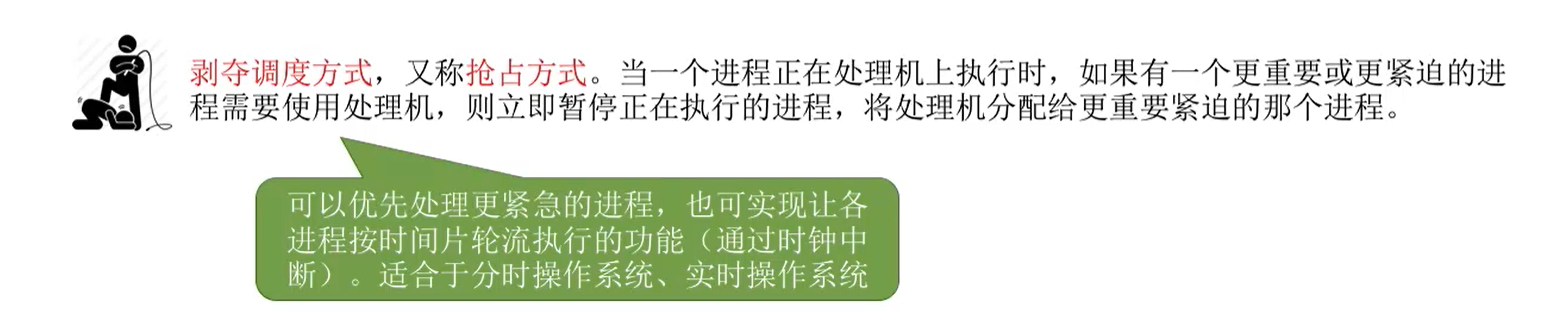 剥夺调度方式，又称抢占方式。当一个进程正在处理机上执行时，如果有一个更重要或更紧迫的进
程需要使用处理机，则立即暂停正在执行的进程，将处理机分配给更重要紧迫的那个进程。
可以优先处理更紧急的进程，也可实现让各
进程按时间片轮流执行的功能（通过时钟中
断）。适合于分时操作系统、实时操作系统